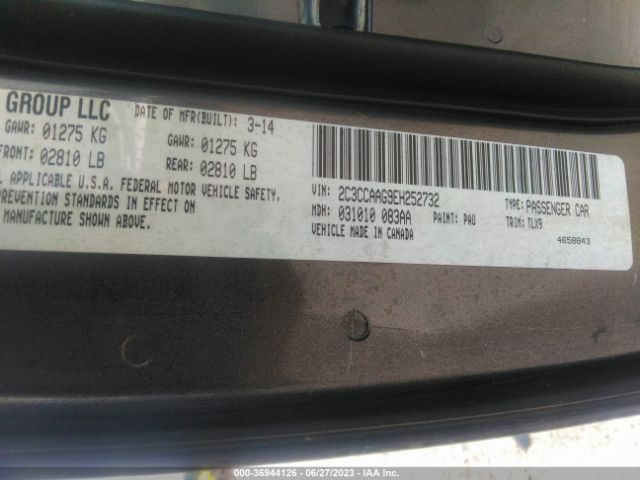 GROUP LLC
DATE OF MFR(BUILT): 3-14
GAWR: 01275 KG
GAWR: 01275 KG
FRONT: 02810 LB
REAR: 02810 LB
APPLICABLE U.S.A. FEDERAL MOTOR VEHICLE SAFETY,
PREVENTION STANDARDS IN EFFECT ON
MANUFACTURE SHOWN ABOVE.
VIN: 2C3CCAAG9EH252732
TYPE: PASSENGER CAR
MDH: 031010 083AA
PAINT: PAU
TRIM: TLX9
VEHICLE MADE IN CANADA
4658843
© 36944126 - 06/27/2023 - IAA, Inc.